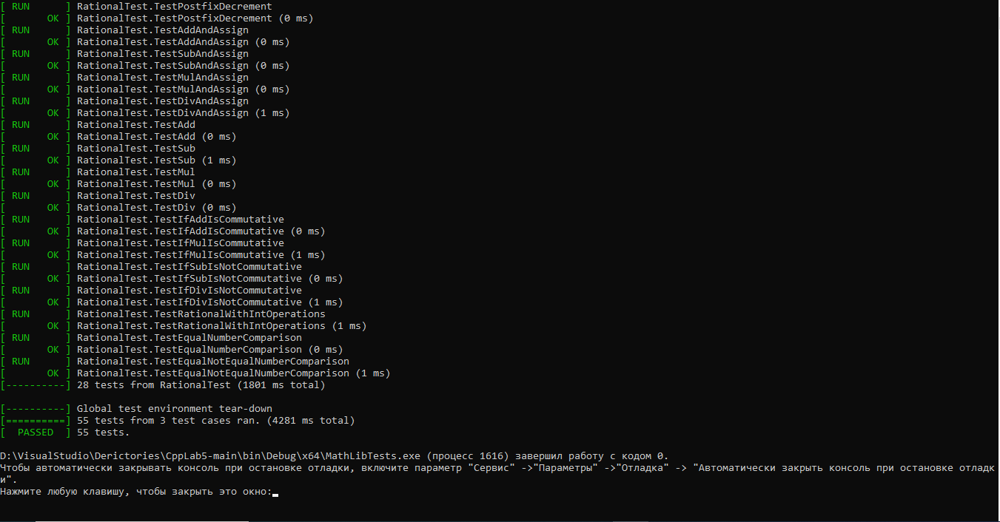 [ RUN      ] RationalTest.TestPostfixDecrement
[       OK ] RationalTest.TestPostfixDecrement (0 ms)
[ RUN      ] RationalTest.TestAddAndAssign
[       OK ] RationalTest.TestAddAndAssign (0 ms)
[ RUN      ] RationalTest.TestSubAndAssign
[       OK ] RationalTest.TestSubAndAssign (0 ms)
[ RUN      ] RationalTest.TestMulAndAssign
[       OK ] RationalTest.TestMulAndAssign (0 ms)
[ RUN      ] RationalTest.TestDivAndAssign
[       OK ] RationalTest.TestDivAndAssign (1 ms)
[ RUN      ] RationalTest.TestAdd
[       OK ] RationalTest.TestAdd (0 ms)
[ RUN      ] RationalTest.TestSub
[       OK ] RationalTest.TestSub (1 ms)
[ RUN      ] RationalTest.TestMul
[       OK ] RationalTest.TestMul (0 ms)
[ RUN      ] RationalTest.TestDiv
[       OK ] RationalTest.TestDiv (0 ms)
[ RUN      ] RationalTest.TestIfAddIsCommutative
[       OK ] RationalTest.TestIfAddIsCommutative (0 ms)
[ RUN      ] RationalTest.TestIfMulIsCommutative
[       OK ] RationalTest.TestIfMulIsCommutative (1 ms)
[ RUN      ] RationalTest.TestIfSubIsNotCommutative
[       OK ] RationalTest.TestIfSubIsNotCommutative (0 ms)
[ RUN      ] RationalTest.TestIfDivIsNotCommutative
[       OK ] RationalTest.TestIfDivIsNotCommutative (1 ms)
[ RUN      ] RationalTest.TestRationalWithIntOperations
[       OK ] RationalTest.TestRationalWithIntOperations (1 ms)
[ RUN      ] RationalTest.TestEqualNumberComparison
[       OK ] RationalTest.TestEqualNumberComparison (0 ms)
[ RUN      ] RationalTest.TestEqualNotEqualNumberComparison
[       OK ] RationalTest.TestEqualNotEqualNumberComparison (1 ms)
[----------] 28 tests from RationalTest (1801 ms total)
[----------] Global test environment tear-down
[==========] 55 tests from 3 test cases ran. (4281 ms total)
[  PASSED  ] 55 tests.
D:\VisualStudio\Derictories\CppLab5-main\bin\Debug\x64\MathLibTests.exe (процесс 1616) завершил работу с кодом 0.
Чтобы автоматически закрывать консоль при остановке отладки, включите параметр "Сервис" ->"Параметры" ->"Отладка" -> "Автоматически закрыть консоль при остановке отладк
и".
Нажмите любую клавишу, чтобы закрыть это окно: